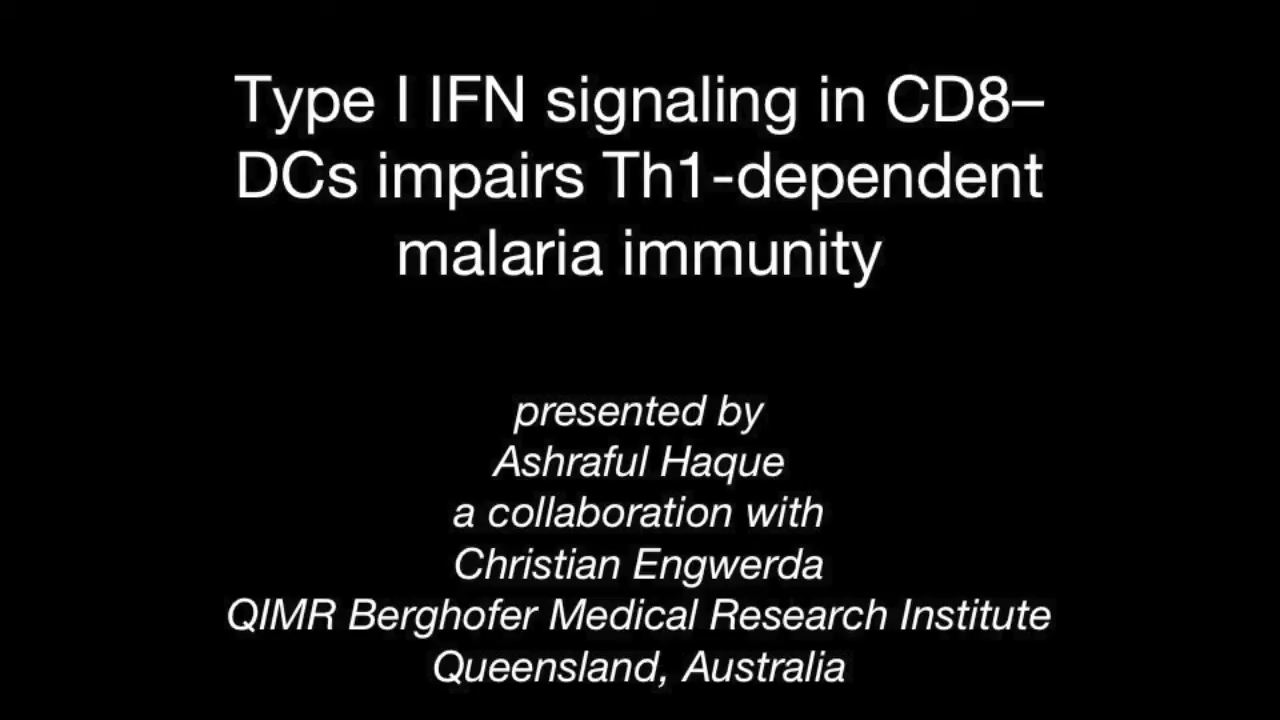 Type I IFN signaling in CD8–
DCs impairs Th1-dependent
malaria immunity
presented by
Ashraful Haque
a collaboration with
Christian Engwerda
QIMR Berghofer Medical Research Institute
Queensland, Australia